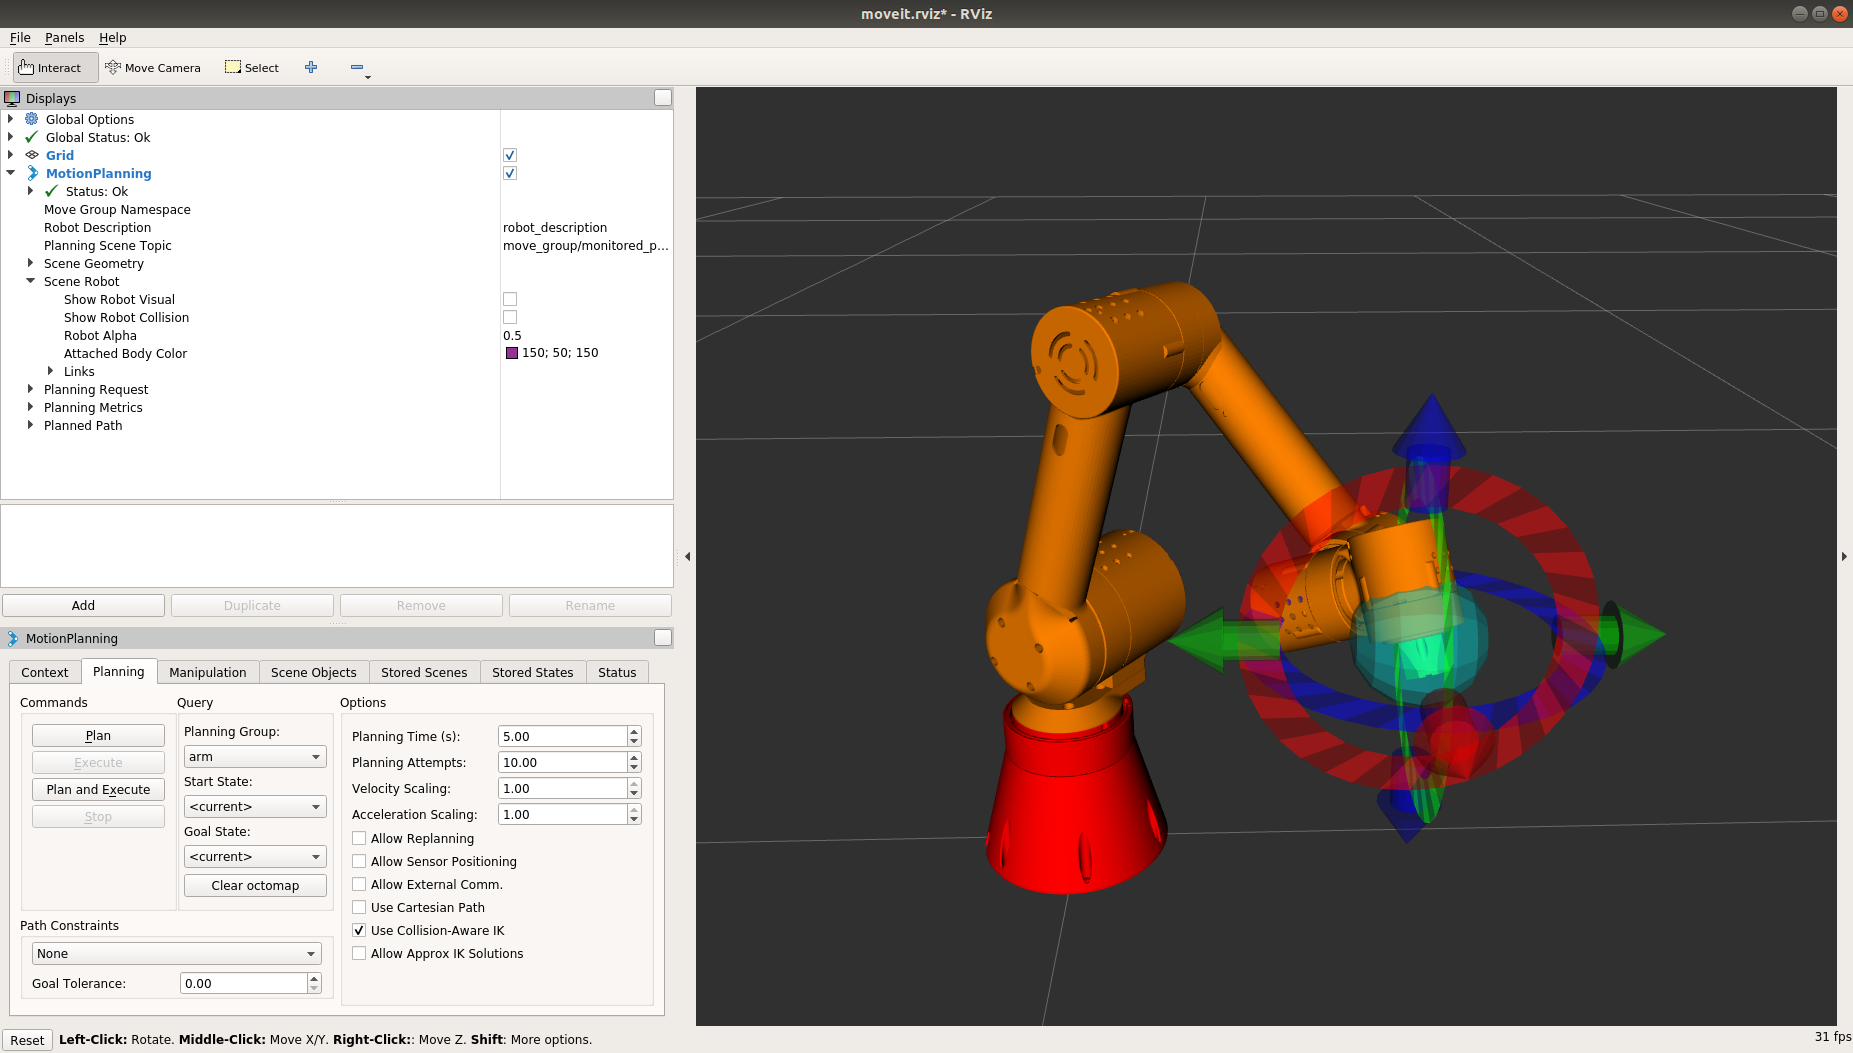 moveit.rviz* - RViz
File Panels Help
Interact Move Camera Select
Displays
Global Options
Global Status: Ok
Grid
MotionPlanning
Status: Ok
Move Group Namespace
Robot Description robot_description
Planning Scene Topic move_group/monitored_p...
Scene Geometry
Scene Robot
Show Robot Visual
Show Robot Collision
Robot Alpha 0.5
Attached Body Color 150; 50; 150
Links
Planning Request
Planning Metrics
Planned Path
Add Duplicate Remove Rename
MotionPlanning
Context Planning Manipulation Scene Objects Stored Scenes Stored States Status
Commands
Plan
Execute
Plan and Execute
Stop
Query
Planning Group:
arm
Start State:
<current>
Goal State:
<current>
Clear octomap
Path Constraints
None
Goal Tolerance: 0.00
Options
Planning Time (s): 5.00
Planning Attempts: 10.00
Velocity Scaling: 1.00
Acceleration Scaling: 1.00
Allow Replanning
Allow Sensor Positioning
Allow External Comm.
Use Cartesian Path
Use Collision-Aware IK
Allow Approx IK Solutions
Reset Left-Click: Rotate. Middle-Click: Move X/Y. Right-Click:: Move Z. Shift: More options. 31 fps